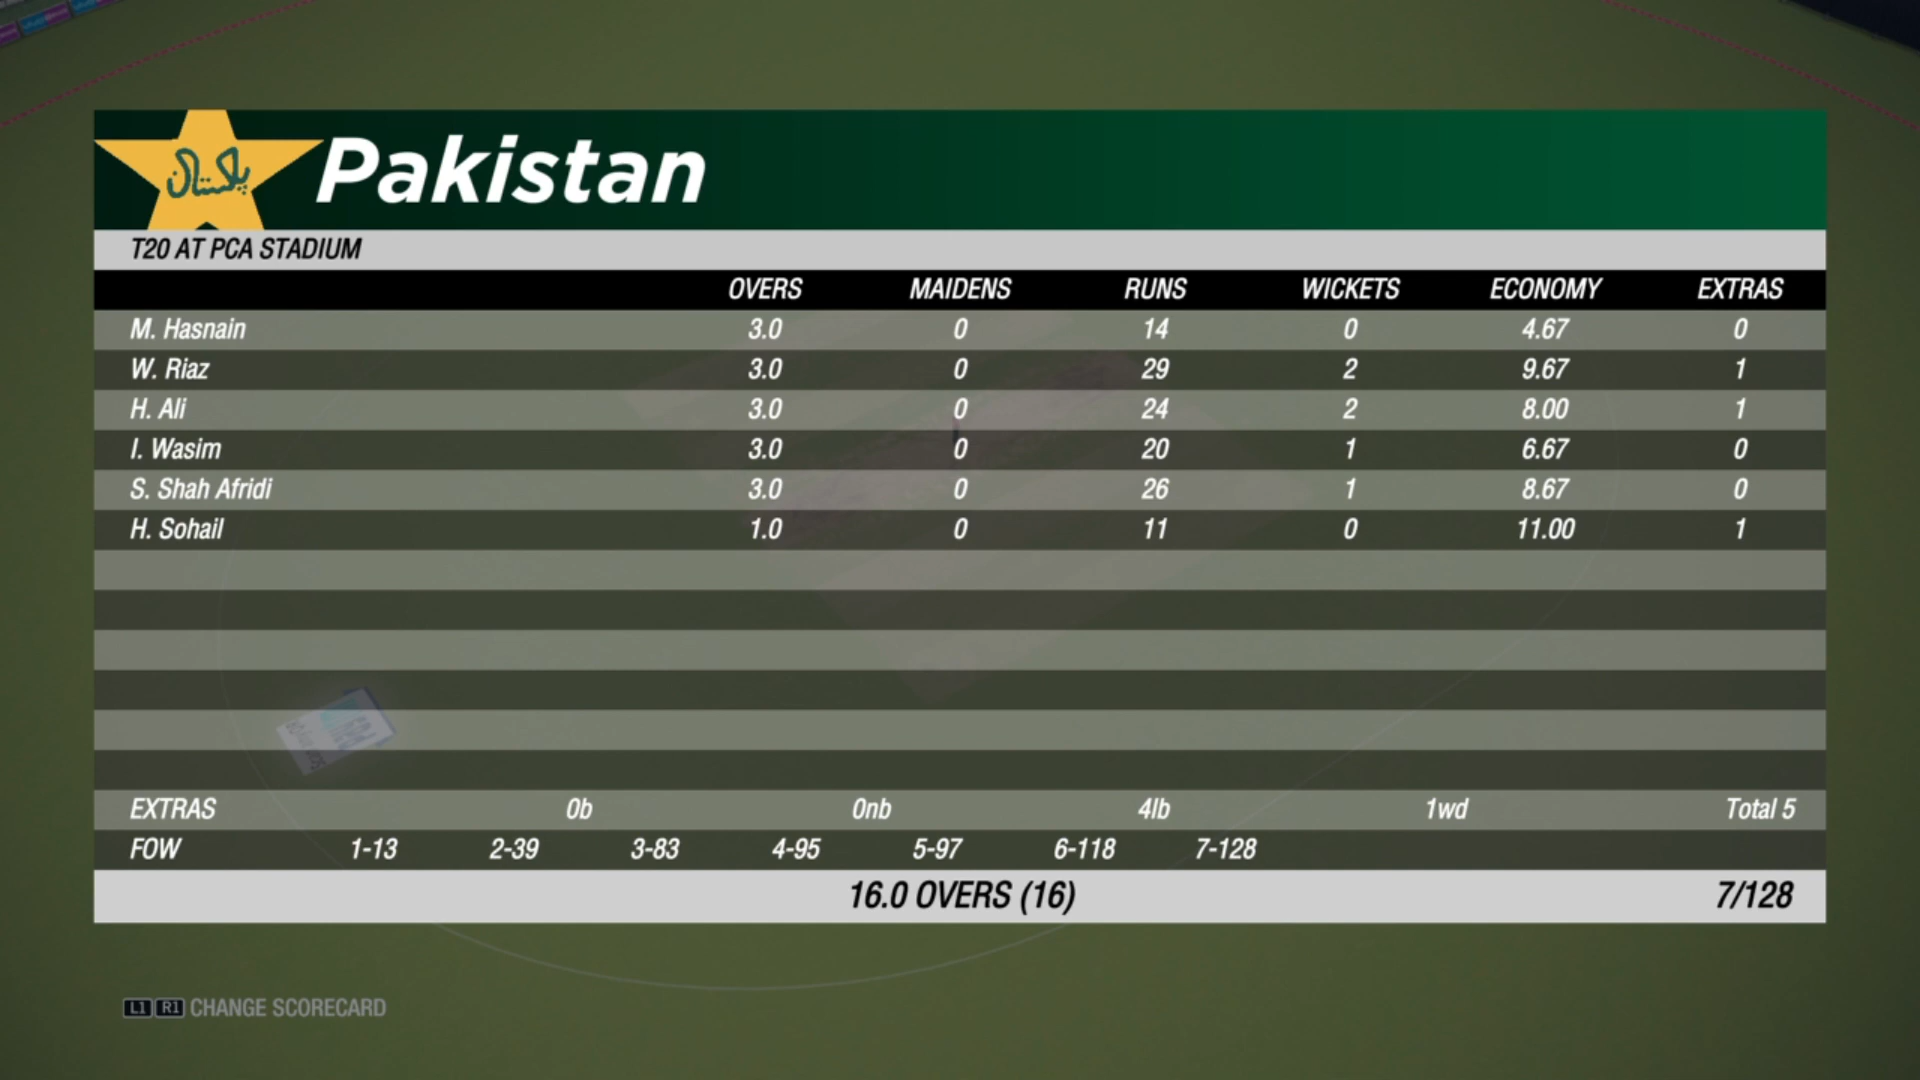 پاکستان
Pakistan
T20 AT PCA STADIUM
OVERS MAIDENS RUNS WICKETS ECONOMY EXTRAS
M. Hasnain 3.0 0 14 0 4.67 0
W. Riaz 3.0 0 29 2 9.67 1
H. Ali 3.0 0 24 2 8.00 1
I. Wasim 3.0 0 20 1 6.67 0
S. Shah Afridi 3.0 0 26 1 8.67 0
H. Sohail 1.0 0 11 0 11.00 1
EXTRAS 0b 0nb 4lb 1wd Total 5
FOW 1-13 2-39 3-83 4-95 5-97 6-118 7-128
16.0 OVERS (16) 7/128
L1 R1 CHANGE SCORECARD